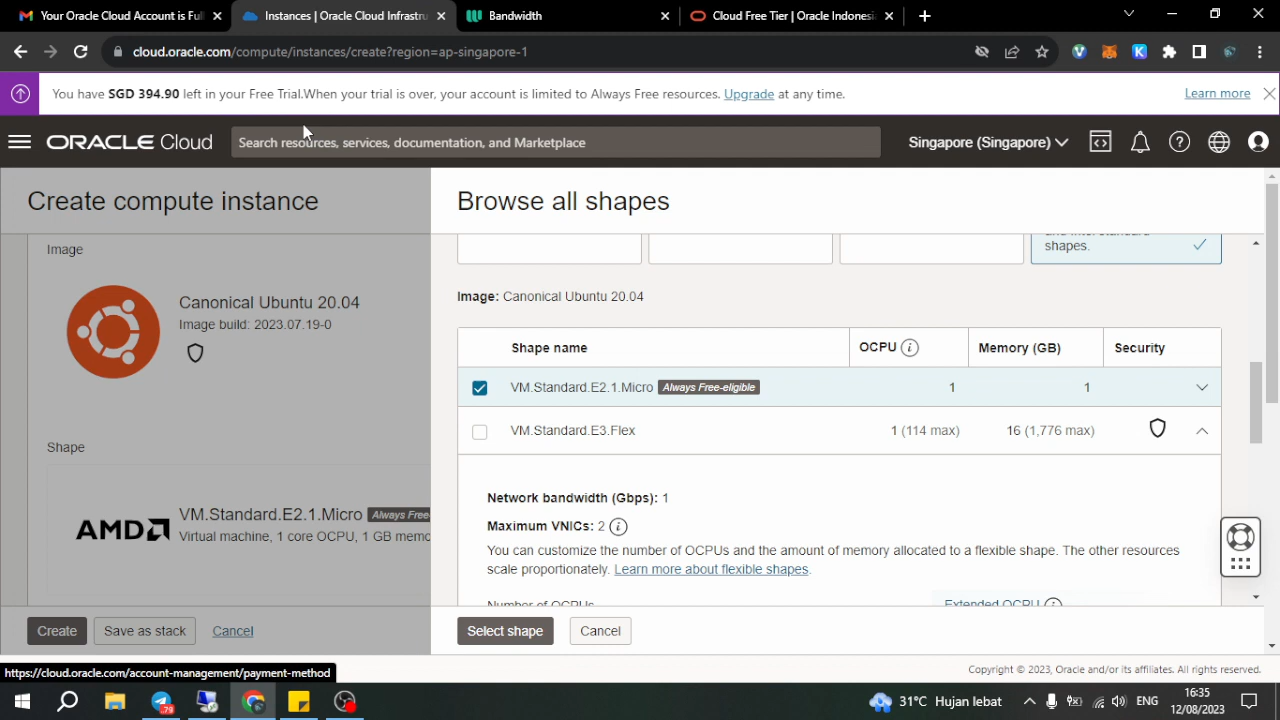 Your Oracle Cloud Account is Full
Instances | Oracle Cloud Infrastru
Bandwidth
Cloud Free Tier | Oracle Indonesia
cloud.oracle.com/compute/instances/create?region=ap-singapore-1
You have SGD 394.90 left in your Free Trial.When your trial is over, your account is limited to Always Free resources. Upgrade at any time.
Learn more
ORACLE Cloud
Search resources, services, documentation, and Marketplace
Singapore (Singapore)
Create compute instance
Browse all shapes
Image
shapes.
Canonical Ubuntu 20.04
Image build: 2023.07.19-0
Image: Canonical Ubuntu 20.04
Shape name
OCPU
Memory (GB)
Security
VM.Standard.E2.1.Micro Always Free-eligible
1
1
VM.Standard.E3.Flex
1 (114 max)
16 (1,776 max)
Shape
AMD
VM.Standard.E2.1.Micro Always Free
Virtual machine, 1 core OCPU, 1 GB memo
Network bandwidth (Gbps): 1
Maximum VNICs: 2
You can customize the number of OCPUs and the amount of memory allocated to a flexible shape. The other resources
scale proportionately. Learn more about flexible shapes.
Number of OCPUs
Extended OCPU
Create
Save as stack
Cancel
Select shape
Cancel
https://cloud.oracle.com/account-management/payment-method
Copyright © 2023, Oracle and/or its affiliates. All rights reserved.
31°C Hujan lebat
ENG
16:35
12/08/2023